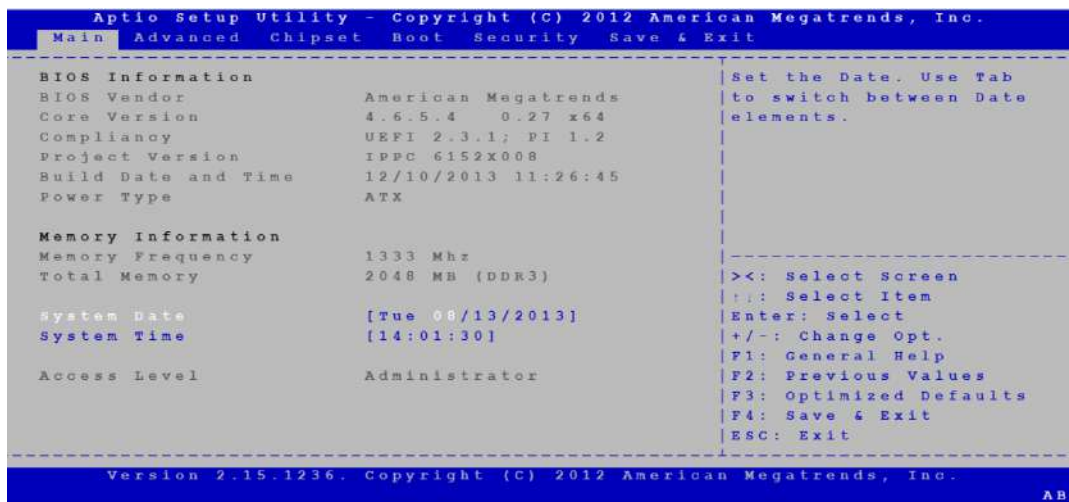 Aptio Setup Utility - Copyright (C) 2012 American Megatrends, Inc.
Main Advanced Chipset Boot Security Save & Exit
BIOS Information
BIOS Vendor American Megatrends
Core Version 4.6.5.4 0.27 x64
Compliancy UEFI 2.3.1; PI 1.2
Project Version IPPC 6152X008
Build Date and Time 12/10/2013 11:26:45
Power Type ATX
Memory Information
Memory Frequency 1333 Mhz
Total Memory 2048 MB (DDR3)
System Date [Tue 08/13/2013]
System Time [14:01:30]
Access Level Administrator
Set the Date. Use Tab
to switch between Date
elements.
><: Select Screen
↑↓: Select Item
Enter: Select
+/-: Change Opt.
F1: General Help
F2: Previous Values
F3: Optimized Defaults
F4: Save & Exit
ESC: Exit
Version 2.15.1236. Copyright (C) 2012 American Megatrends, Inc.
AB